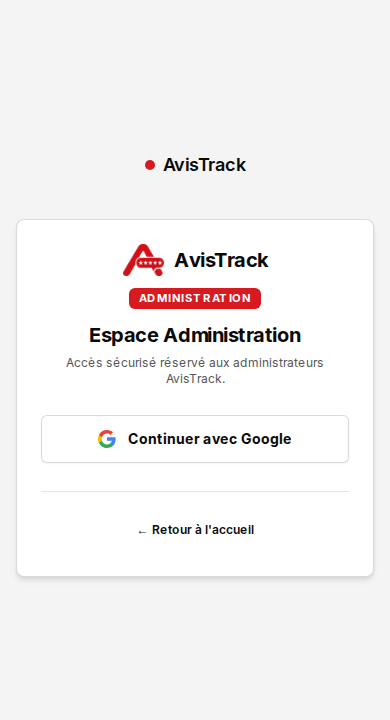 AvisTrack
AvisTrack
ADMINISTRATION
Espace Administration
Accès sécurisé réservé aux administrateurs
AvisTrack.
Continuer avec Google
← Retour à l'accueil